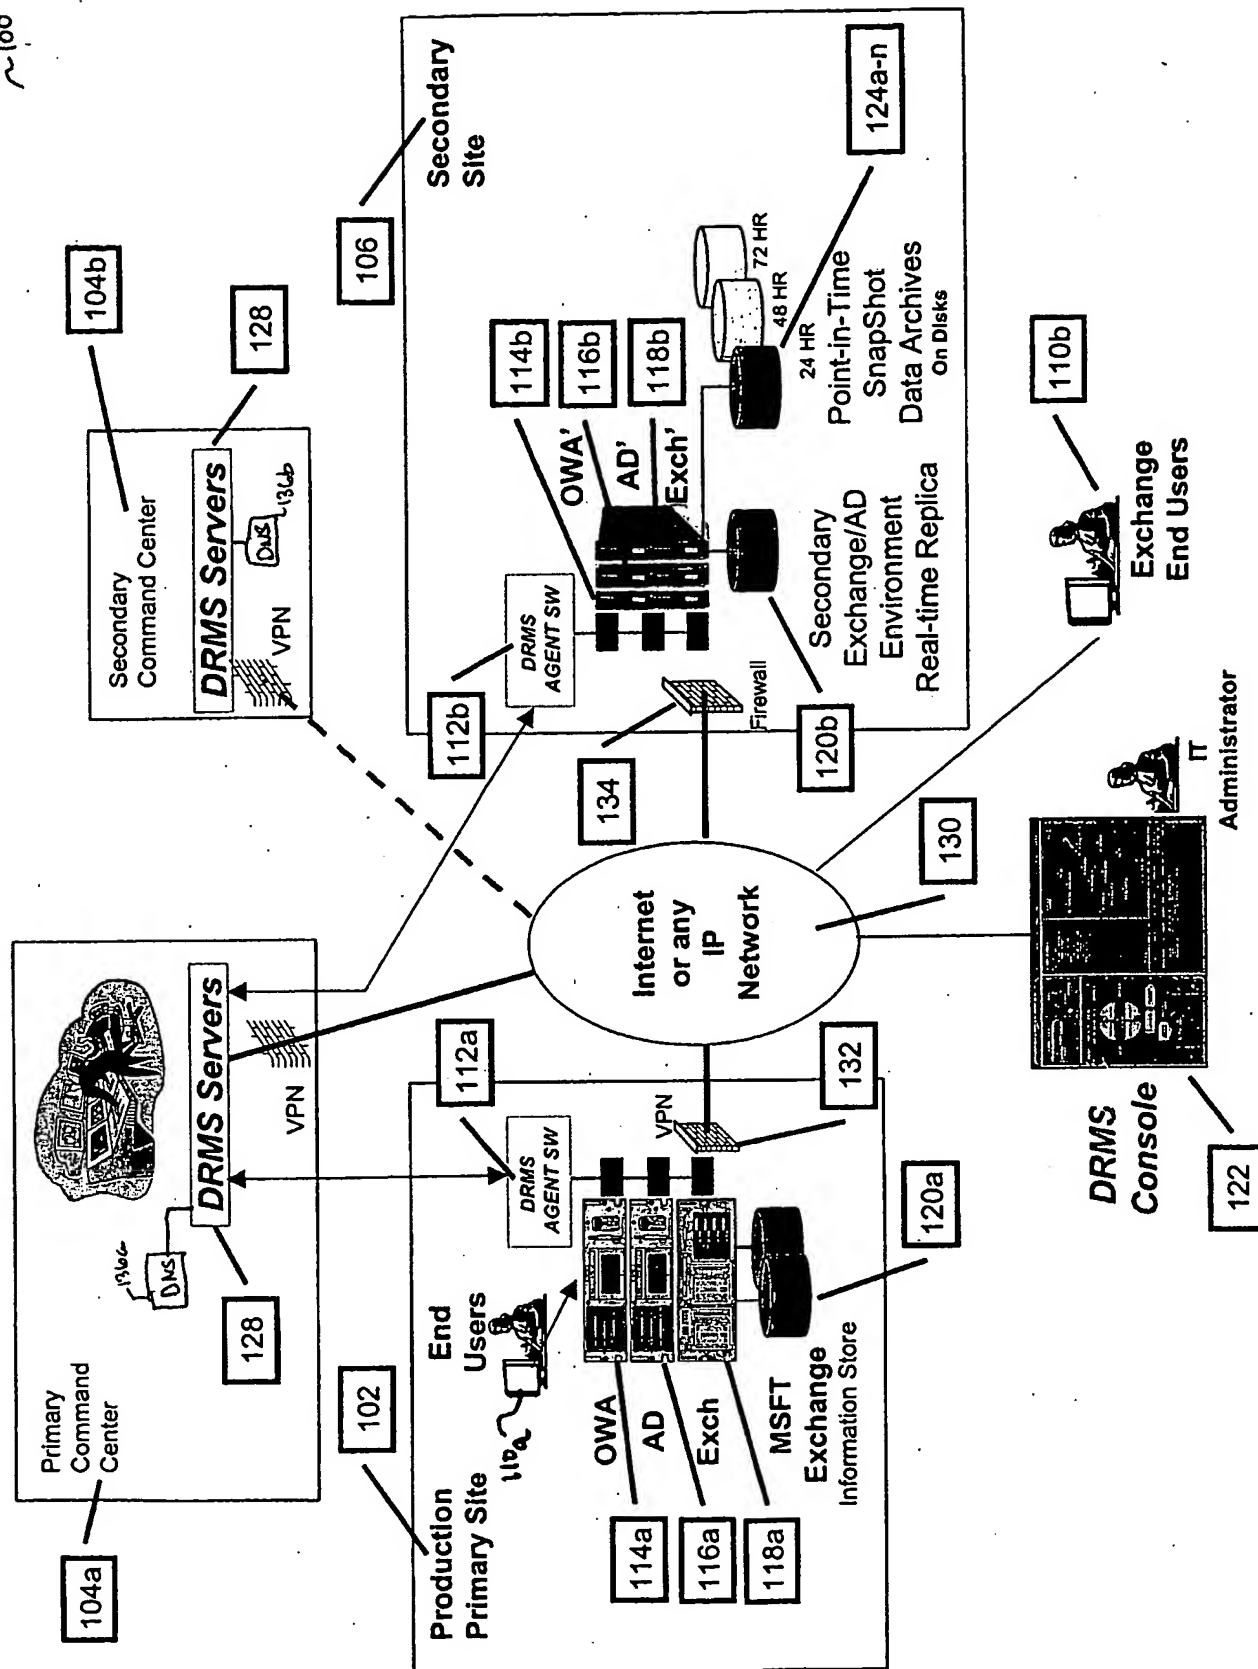 ~100
104a
Primary
Command
Center
128
136a
DNS
DRMS Servers
VPN
104b
Secondary
Command Center
128
DRMS Servers
DNS
136b
VPN
106
Secondary
Site
102
Production
Primary Site
End
Users
110a
112a
DRMS
AGENT SW
VPN
132
OWA
AD
Exch
MSFT
Exchange
Information Store
114a
116a
118a
120a
Internet
or any
IP
Network
130
112b
DRMS
AGENT SW
134
Firewall
114b
116b
118b
OWA'
AD'
Exch'
120b
Secondary
Exchange/AD
Environment
Real-time Replica
24 HR
48 HR
72 HR
Point-in-Time
SnapShot
Data Archives
On Disks
124a-n
110b
Exchange
End Users
IT
Administrator
DRMS
Console
122